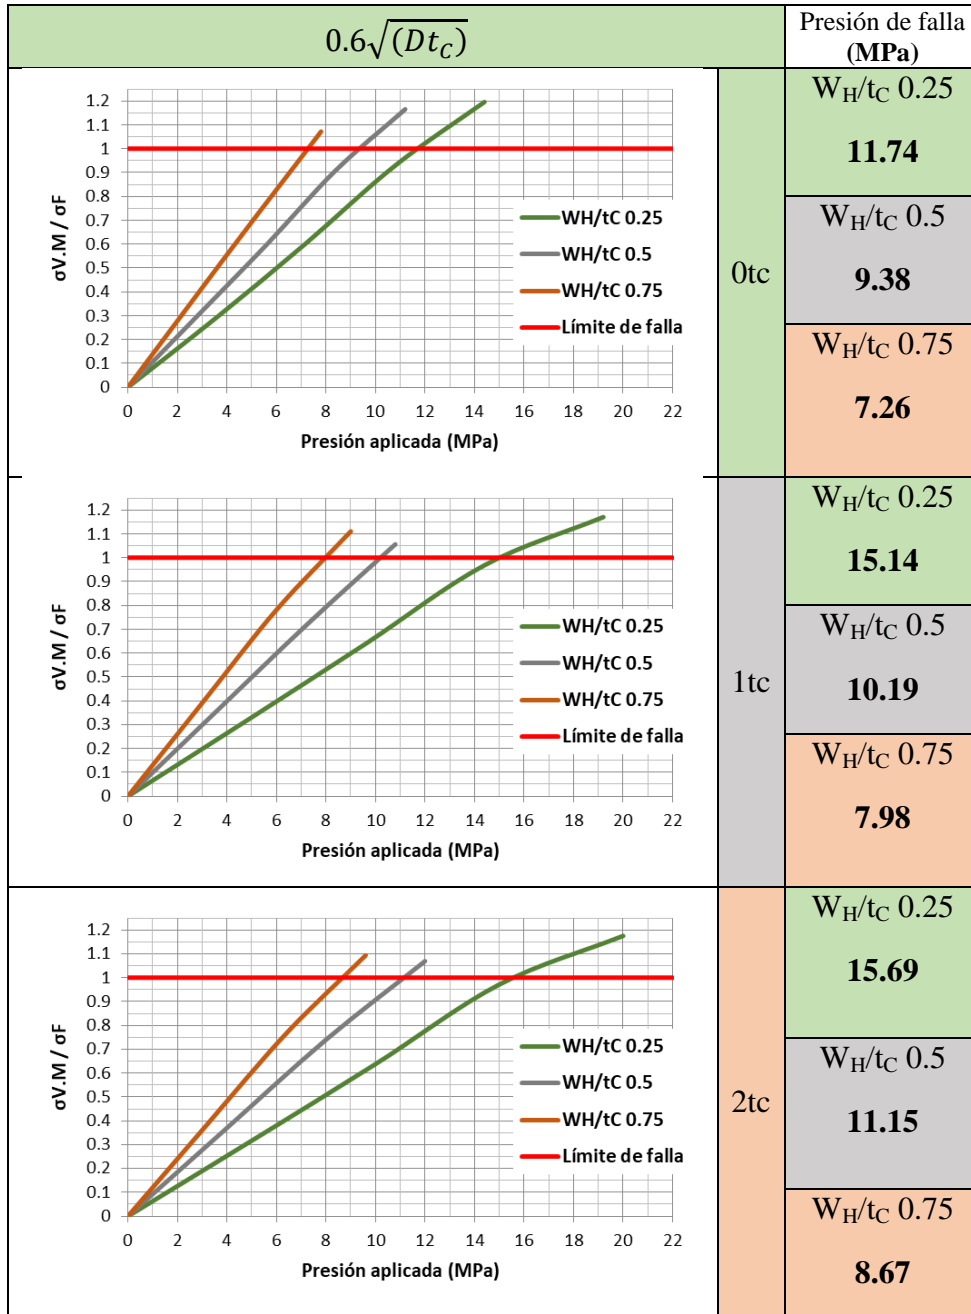 0.6√(Dt_C)
Presión de falla
(MPa)
1.2
1.1
1
0.9
0.8
0.7
0.6
0.5
0.4
0.3
0.2
0.1
0
σV.M / σF
WH/tC 0.25
WH/tC 0.5
WH/tC 0.75
Límite de falla
0 2 4 6 8 10 12 14 16 18 20 22
Presión aplicada (MPa)
0tc
W_H/t_C 0.25
11.74
W_H/t_C 0.5
9.38
W_H/t_C 0.75
7.26
1.2
1.1
1
0.9
0.8
0.7
0.6
0.5
0.4
0.3
0.2
0.1
0
σV.M / σF
WH/tC 0.25
WH/tC 0.5
WH/tC 0.75
Límite de falla
0 2 4 6 8 10 12 14 16 18 20 22
Presión aplicada (MPa)
1tc
W_H/t_C 0.25
15.14
W_H/t_C 0.5
10.19
W_H/t_C 0.75
7.98
1.2
1.1
1
0.9
0.8
0.7
0.6
0.5
0.4
0.3
0.2
0.1
0
σV.M / σF
WH/tC 0.25
WH/tC 0.5
WH/tC 0.75
Límite de falla
0 2 4 6 8 10 12 14 16 18 20 22
Presión aplicada (MPa)
2tc
W_H/t_C 0.25
15.69
W_H/t_C 0.5
11.15
W_H/t_C 0.75
8.67